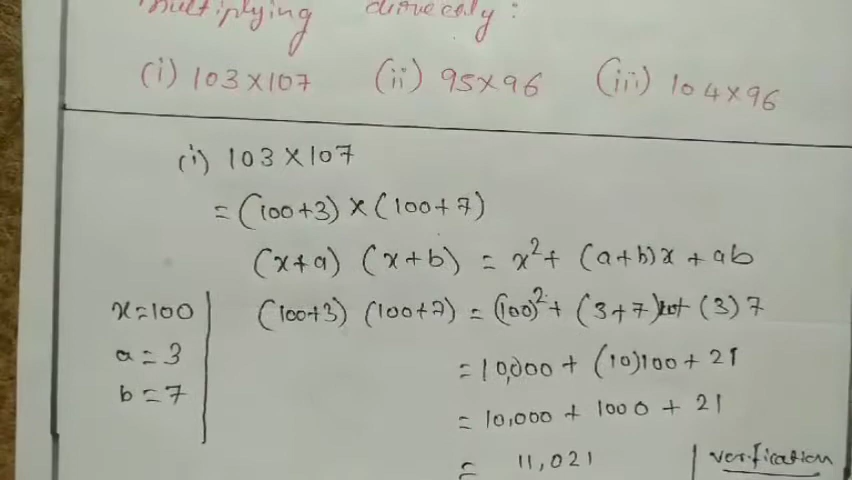 multiplying directly :
(i) 103×107 (ii) 95×96 (iii) 104×96
(i) 103×107
= (100+3) × (100+7)
(x+a) (x+b) = x² + (a+b)x + ab
x=100
(100+3) (100+7) = (100)² + (3+7)100+ (3)7
a = 3
= 10,000 + (10)100 + 21
b = 7
= 10,000 + 1000 + 21
= 11,021
verification